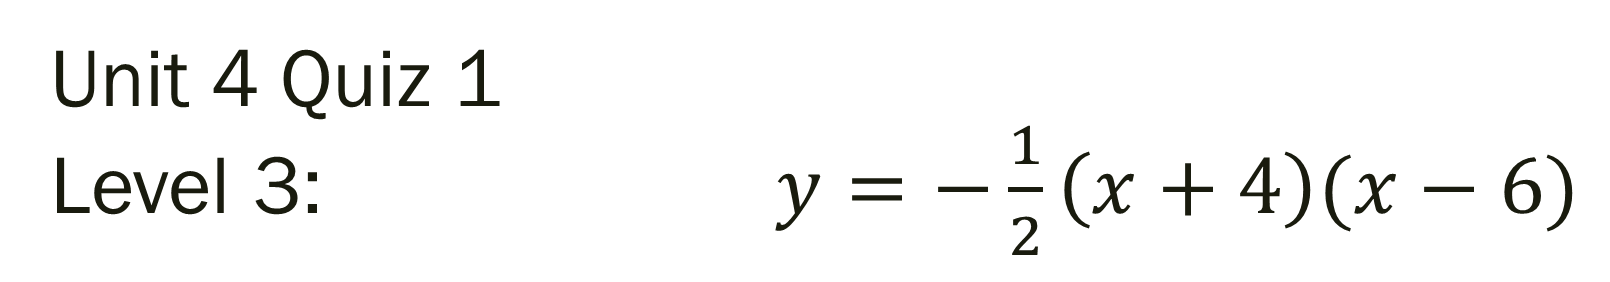 Unit 4 Quiz 1
Level 3: y = −1/2(x + 4)(x − 6)